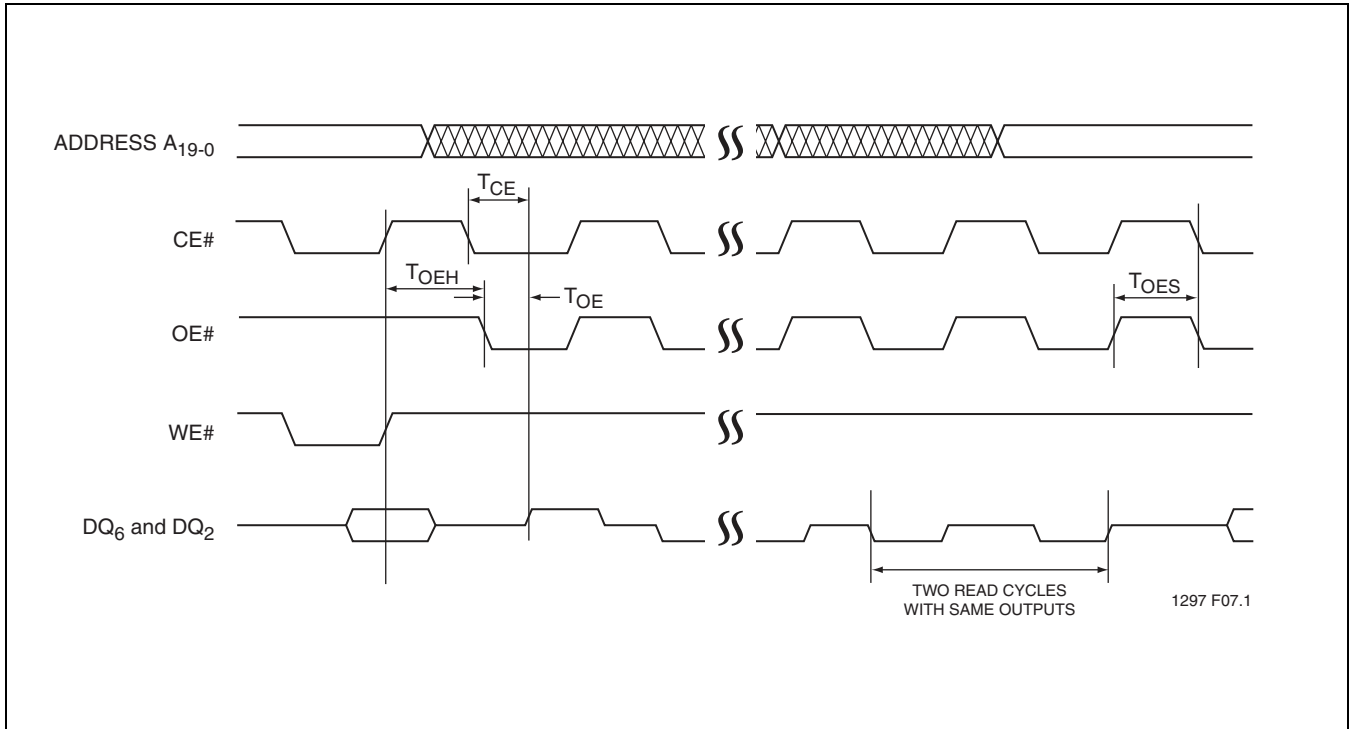 ADDRESS A19-0
TCE
CE#
TOEH
TOE
TOES
OE#
WE#
DQ6 and DQ2
TWO READ CYCLES
WITH SAME OUTPUTS
1297 F07.1